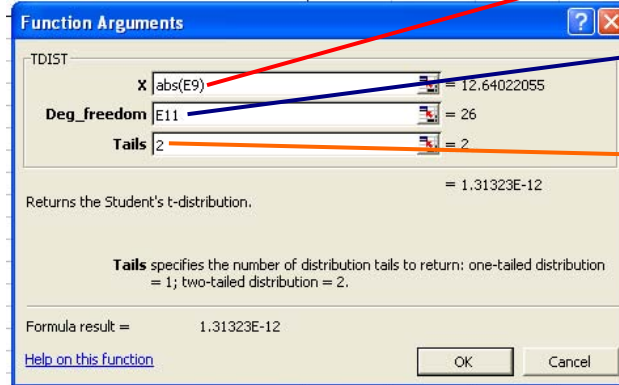 Function Arguments
TDIST
X abs(E9) = 12.64022055
Deg_freedom E11 = 26
Tails 2 = 2
= 1.31323E-12
Returns the Student's t-distribution.
Tails specifies the number of distribution tails to return: one-tailed distribution
= 1; two-tailed distribution = 2.
Formula result = 1.31323E-12
Help on this function OK Cancel